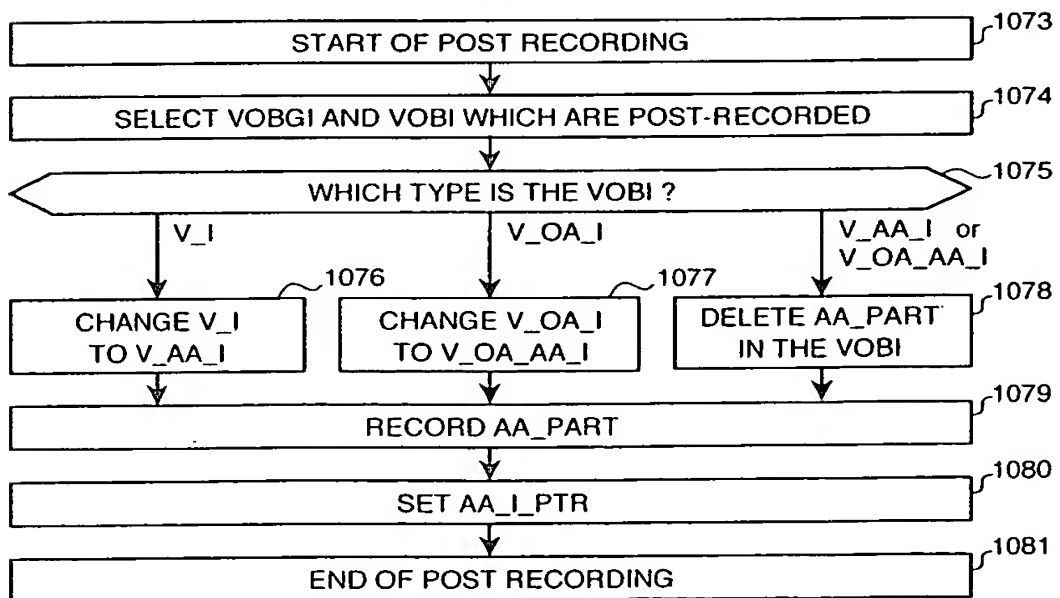 START OF POST RECORDING
1073
SELECT VOBGI AND VOBI WHICH ARE POST-RECORDED
1074
WHICH TYPE IS THE VOBI ?
1075
V_I
V_OA_I
V_AA_I or
V_OA_AA_I
1076
CHANGE V_I
TO V_AA_I
1077
CHANGE V_OA_I
TO V_OA_AA_I
1078
DELETE AA_PART
IN THE VOBI
1079
RECORD AA_PART
1080
SET AA_I_PTR
1081
END OF POST RECORDING